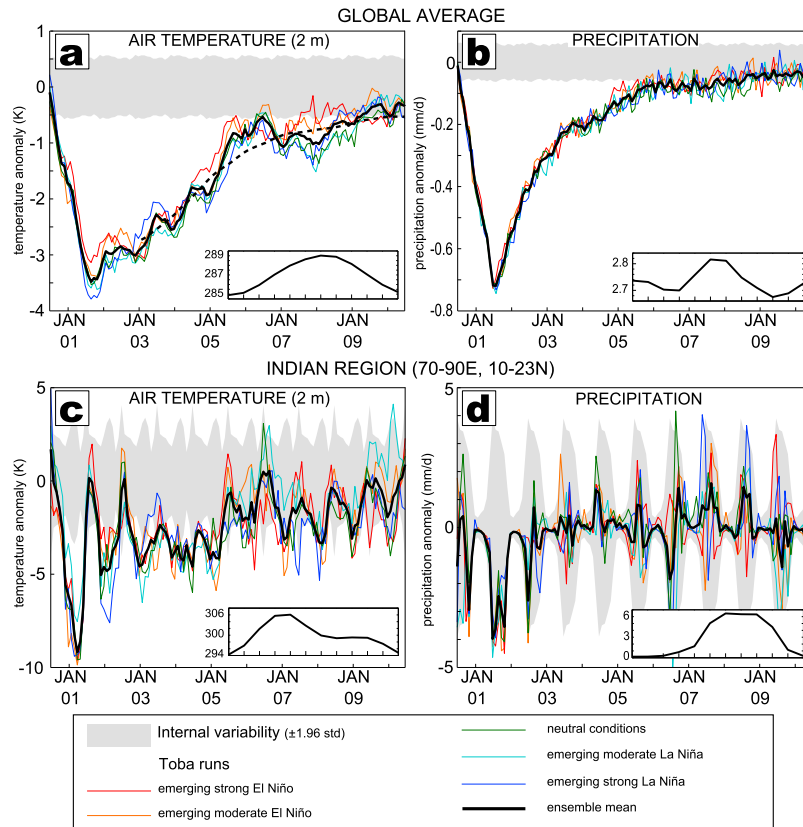 GLOBAL AVERAGE
a
AIR TEMPERATURE (2 m)
temperature anomaly (K)
1
0
-1
-2
-3
-4
289
287
285
JAN JAN JAN JAN JAN
01 03 05 07 09
b
PRECIPITATION
precipitation anomaly (mm/d)
0
-0.2
-0.4
-0.6
-0.8
2.8
2.7
JAN JAN JAN JAN JAN
01 03 05 07 09
INDIAN REGION (70-90E, 10-23N)
c
AIR TEMPERATURE (2 m)
temperature anomaly (K)
5
0
-5
-10
306
300
294
JAN JAN JAN JAN JAN
01 03 05 07 09
d
PRECIPITATION
precipitation anomaly (mm/d)
5
0
-5
6
3
0
JAN JAN JAN JAN JAN
01 03 05 07 09
Internal variability (±1.96 std)
Toba runs
emerging strong El Niño
emerging moderate El Niño
neutral conditions
emerging moderate La Niña
emerging strong La Niña
ensemble mean